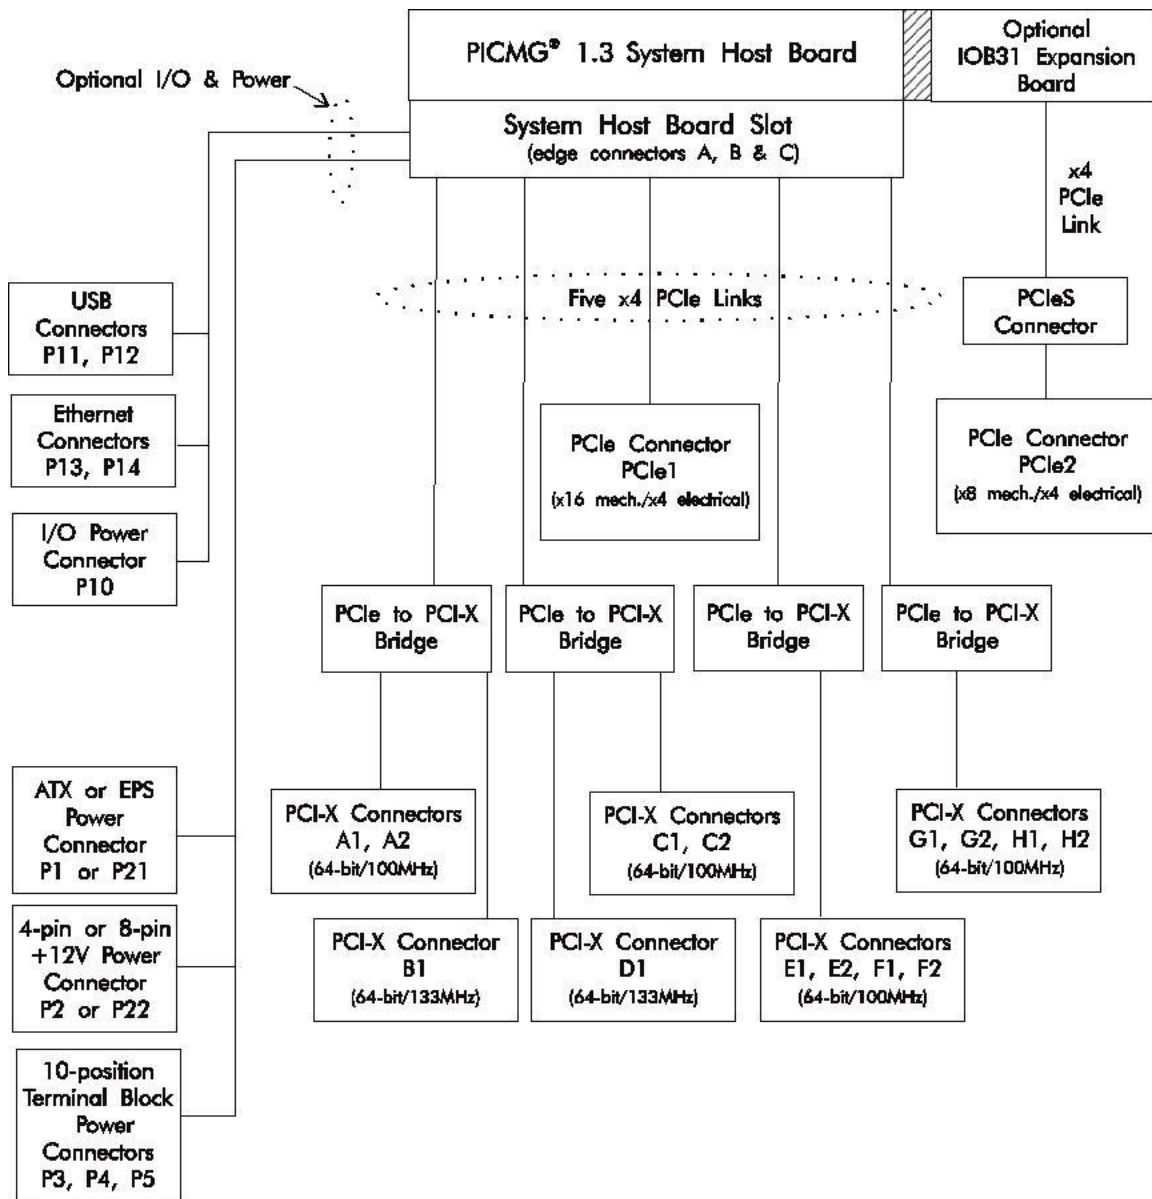 PICMG® 1.3 System Host Board
Optional
IOB31 Expansion
Board
Optional I/O & Power
System Host Board Slot
(edge connectors A, B & C)
x4
PCIe
Link
Five x4 PCIe Links
USB
Connectors
P11, P12
PCIeS
Connector
Ethernet
Connectors
P13, P14
PCIe Connector
PCIe1
(x16 mech./x4 electrical)
PCIe Connector
PCIe2
(x8 mech./x4 electrical)
I/O Power
Connector
P10
PCIe to PCI-X
Bridge
PCIe to PCI-X
Bridge
PCIe to PCI-X
Bridge
PCIe to PCI-X
Bridge
ATX or EPS
Power
Connector
P1 or P21
PCI-X Connectors
A1, A2
(64-bit/100MHz)
PCI-X Connectors
C1, C2
(64-bit/100MHz)
PCI-X Connectors
G1, G2, H1, H2
(64-bit/100MHz)
4-pin or 8-pin
+12V Power
Connector
P2 or P22
PCI-X Connector
B1
(64-bit/133MHz)
PCI-X Connector
D1
(64-bit/133MHz)
PCI-X Connectors
E1, E2, F1, F2
(64-bit/100MHz)
10-position
Terminal Block
Power
Connectors
P3, P4, P5